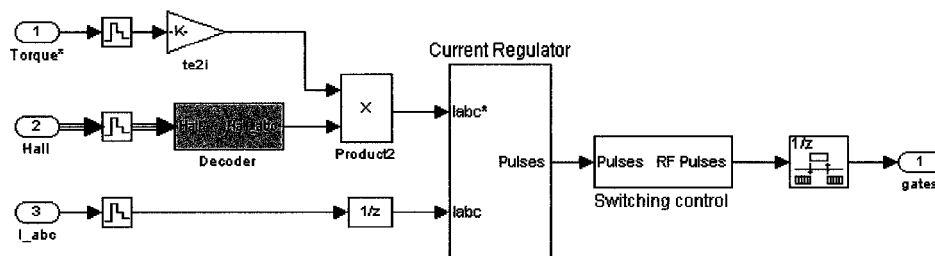 1
Torque*
-K-
te2i
Current Regulator
2
Hall
Decoder
X
Product2
Iabc*
Pulses
Pulses
RF Pulses
Switching control
1/z
1
gates
3
I_abc
1/z
Iabc